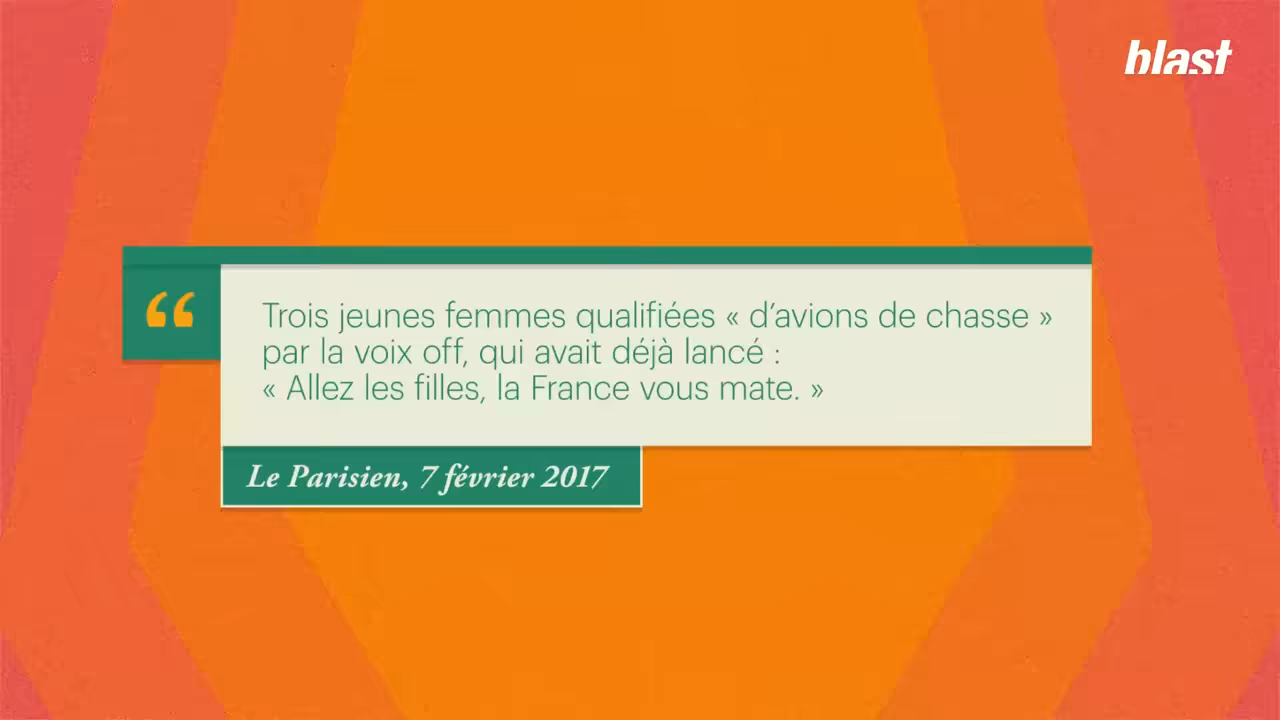 blast
“
Trois jeunes femmes qualifiées « d’avions de chasse »
par la voix off, qui avait déjà lancé :
« Allez les filles, la France vous mate. »
Le Parisien, 7 février 2017